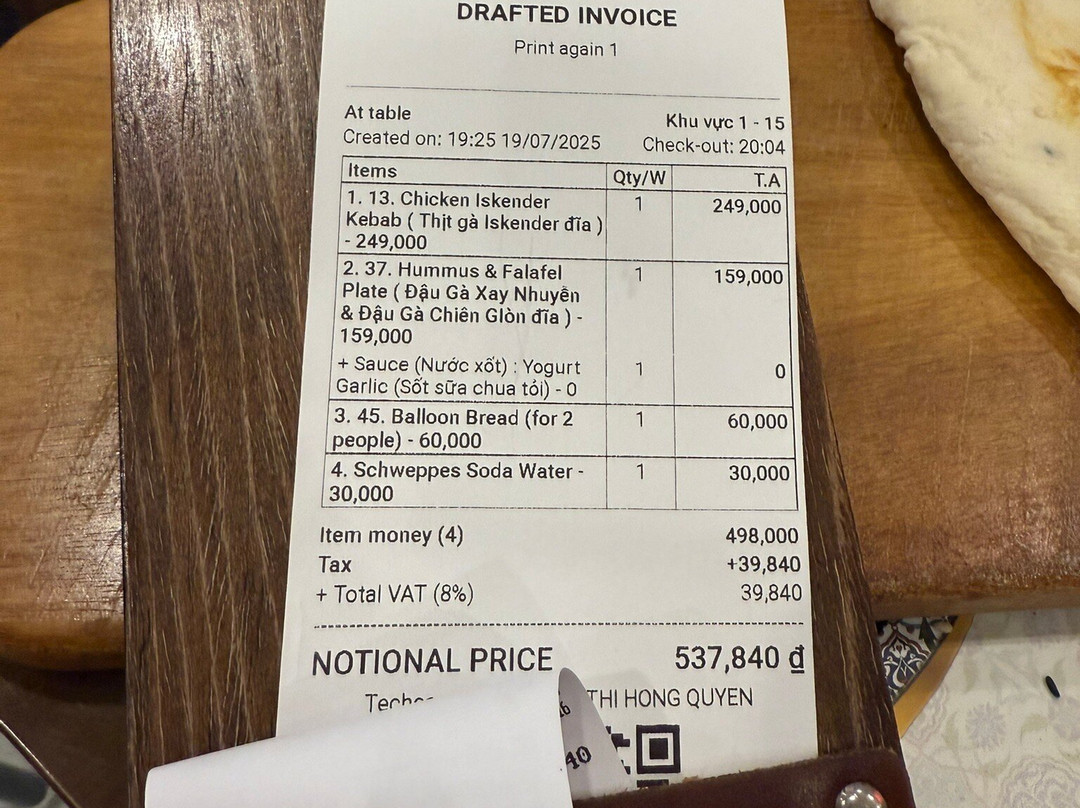 DRAFTED INVOICE
Print again 1
At table
Khu vực 1 - 15
Created on: 19:25 19/07/2025
Check-out: 20:04
Items Qty/W T.A
1. 13. Chicken Iskender 1 249,000
Kebab ( Thịt gà Iskender đĩa )
- 249,000
2. 37. Hummus & Falafel 1 159,000
Plate ( Đậu Gà Xay Nhuyễn
& Đậu Gà Chiên Giòn đĩa ) -
159,000
+ Sauce (Nước xốt) : Yogurt 1 0
Garlic (Sốt sữa chua tỏi) - 0
3. 45. Balloon Bread (for 2 1 60,000
people) - 60,000
4. Schweppes Soda Water - 1 30,000
30,000
Item money (4) 498,000
Tax +39,840
+ Total VAT (8%) 39,840
NOTIONAL PRICE 537,840 đ
THI HONG QUYEN